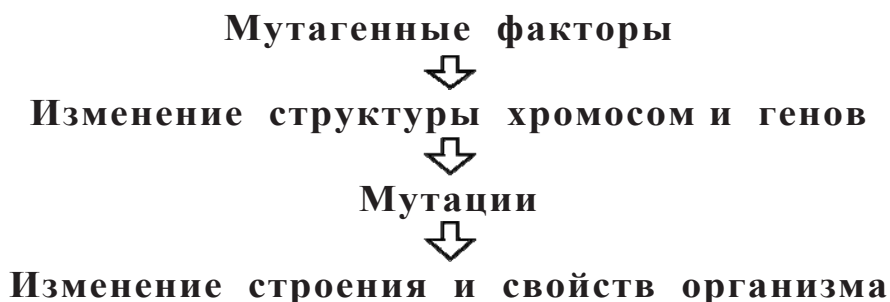 Мутагенные факторы
Изменение структуры хромосом и генов
Мутации
Изменение строения и свойств организма